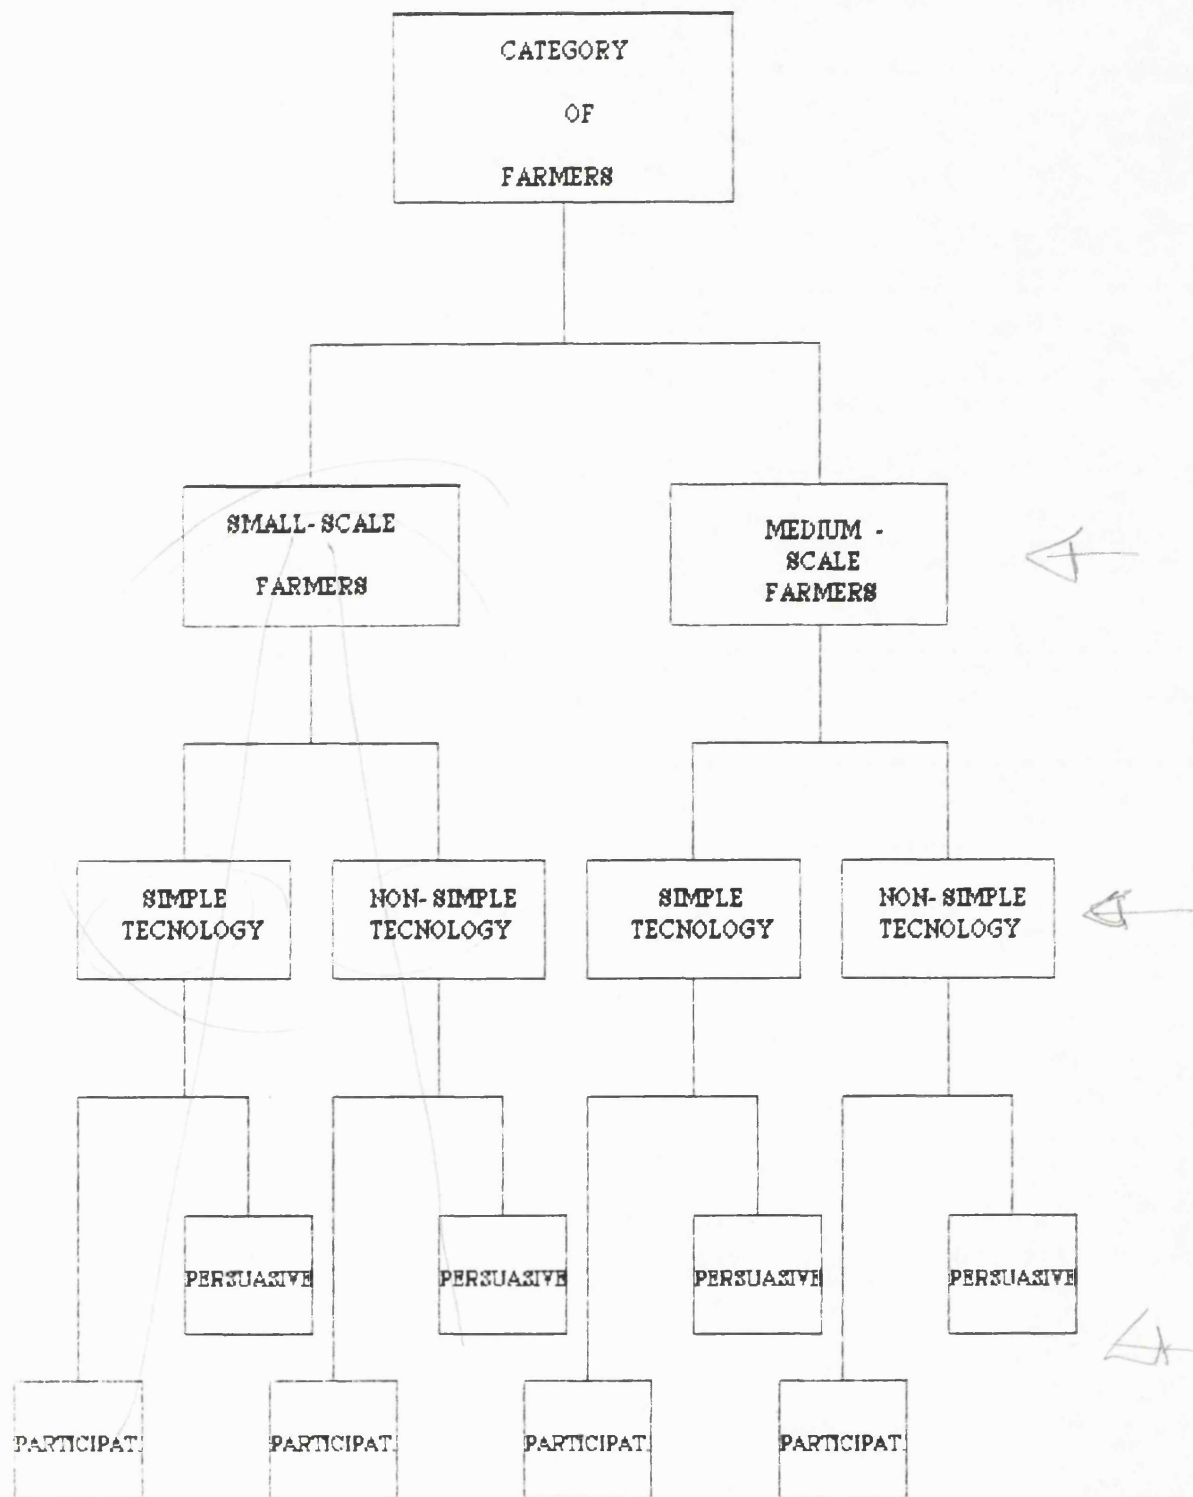 CATEGORY
OF
FARMERS
SMALL-SCALE
FARMERS
MEDIUM -
SCALE
FARMERS
SIMPLE
TECNOLOGY
NON-SIMPLE
TECNOLOGY
SIMPLE
TECNOLOGY
NON-SIMPLE
TECNOLOGY
PERSUASIVE
PERSUASIVE
PERSUASIVE
PERSUASIVE
PARTICIPAT.
PARTICIPAT.
PARTICIPAT.
PARTICIPAT.